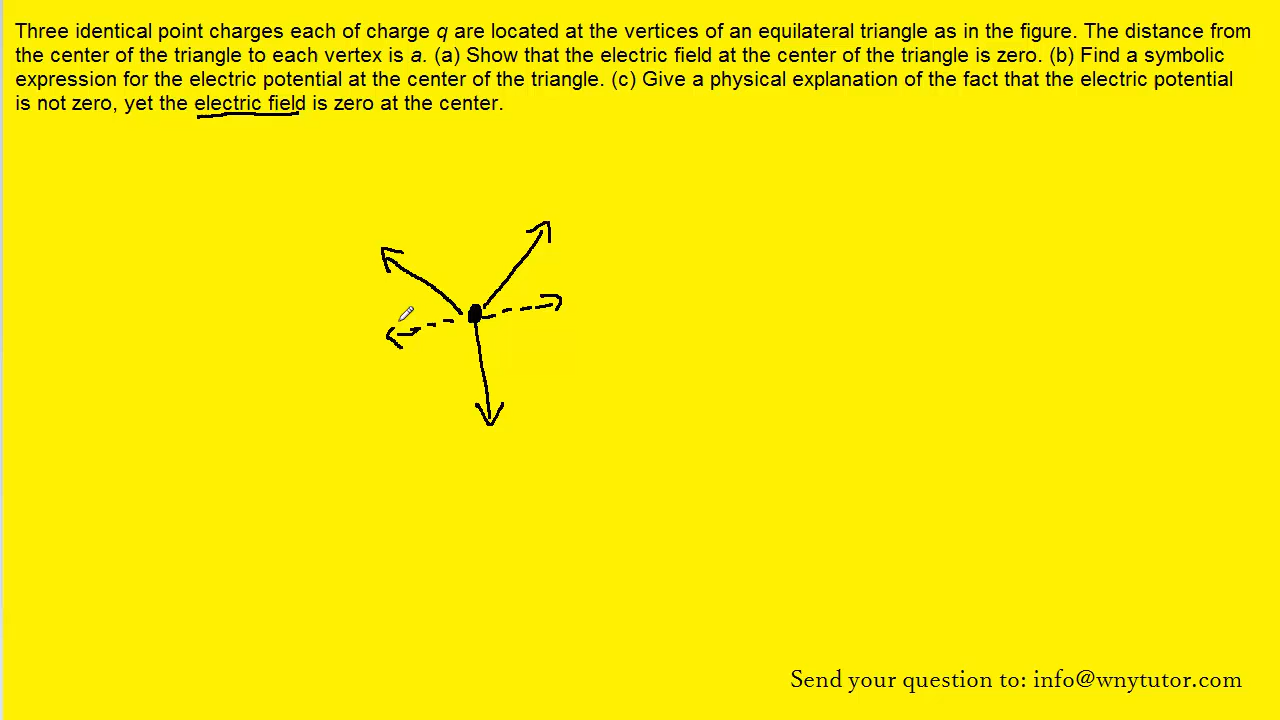 Three identical point charges each of charge q are located at the vertices of an equilateral triangle as in the figure. The distance from
the center of the triangle to each vertex is a. (a) Show that the electric field at the center of the triangle is zero. (b) Find a symbolic
expression for the electric potential at the center of the triangle. (c) Give a physical explanation of the fact that the electric potential
is not zero, yet the electric field is zero at the center.
Send your question to: info@wnytutor.com